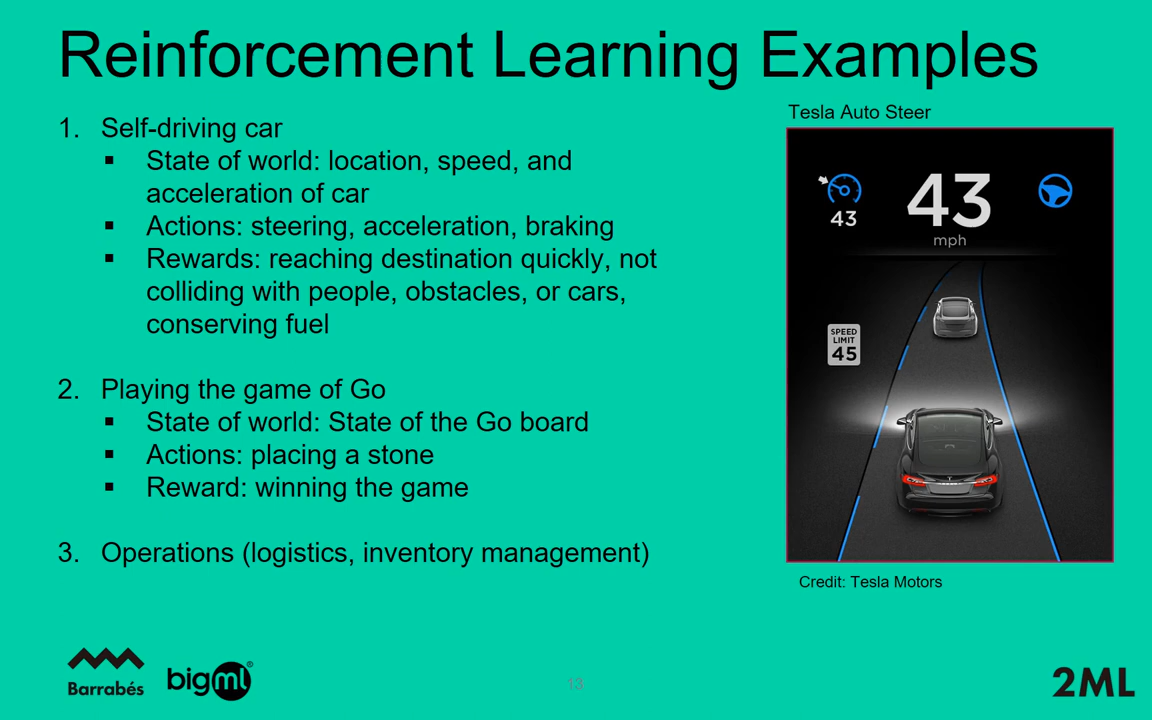 Reinforcement Learning Examples
1. Self-driving car
▪ State of world: location, speed, and
acceleration of car
▪ Actions: steering, acceleration, braking
▪ Rewards: reaching destination quickly, not
colliding with people, obstacles, or cars,
conserving fuel
2. Playing the game of Go
▪ State of world: State of the Go board
▪ Actions: placing a stone
▪ Reward: winning the game
3. Operations (logistics, inventory management)
Tesla Auto Steer
43
43
mph
SPEED
LIMIT
45
Credit: Tesla Motors
Barrabés
bigml®
13
2ML